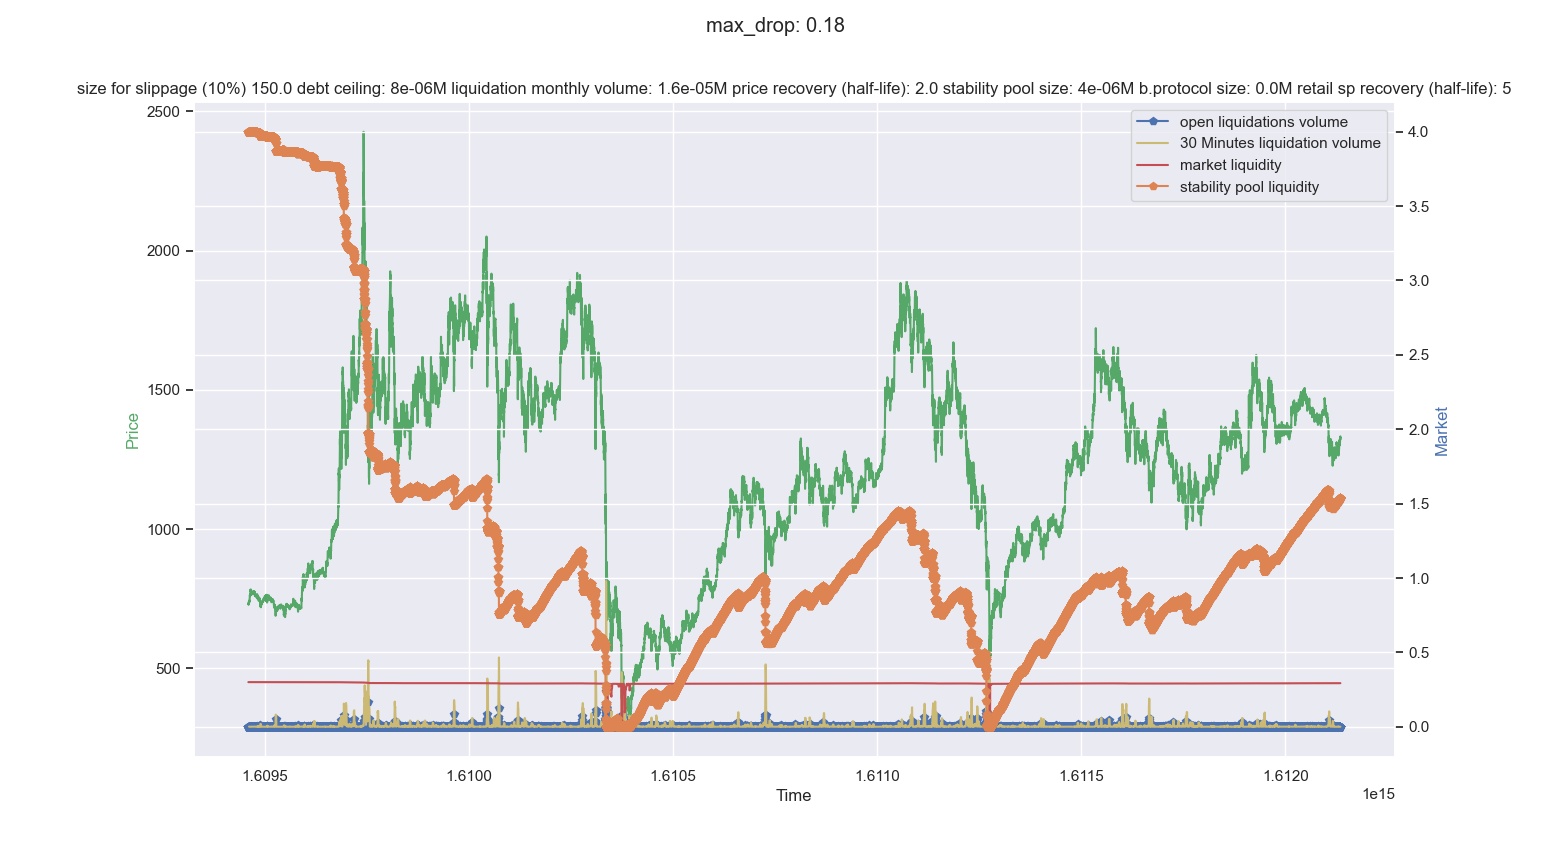 max_drop: 0.18
size for slippage (10%) 150.0 debt ceiling: 8e-06M liquidation monthly volume: 1.6e-05M price recovery (half-life): 2.0 stability pool size: 4e-06M b.protocol size: 0.0M retail sp recovery (half-life): 5
open liquidations volume
30 Minutes liquidation volume
market liquidity
stability pool liquidity
2500
2000
1500
1000
500
Price
4.0
3.5
3.0
2.5
2.0
1.5
1.0
0.5
0.0
Market
1.6095 1.6100 1.6105 1.6110 1.6115 1.6120
1e15
Time